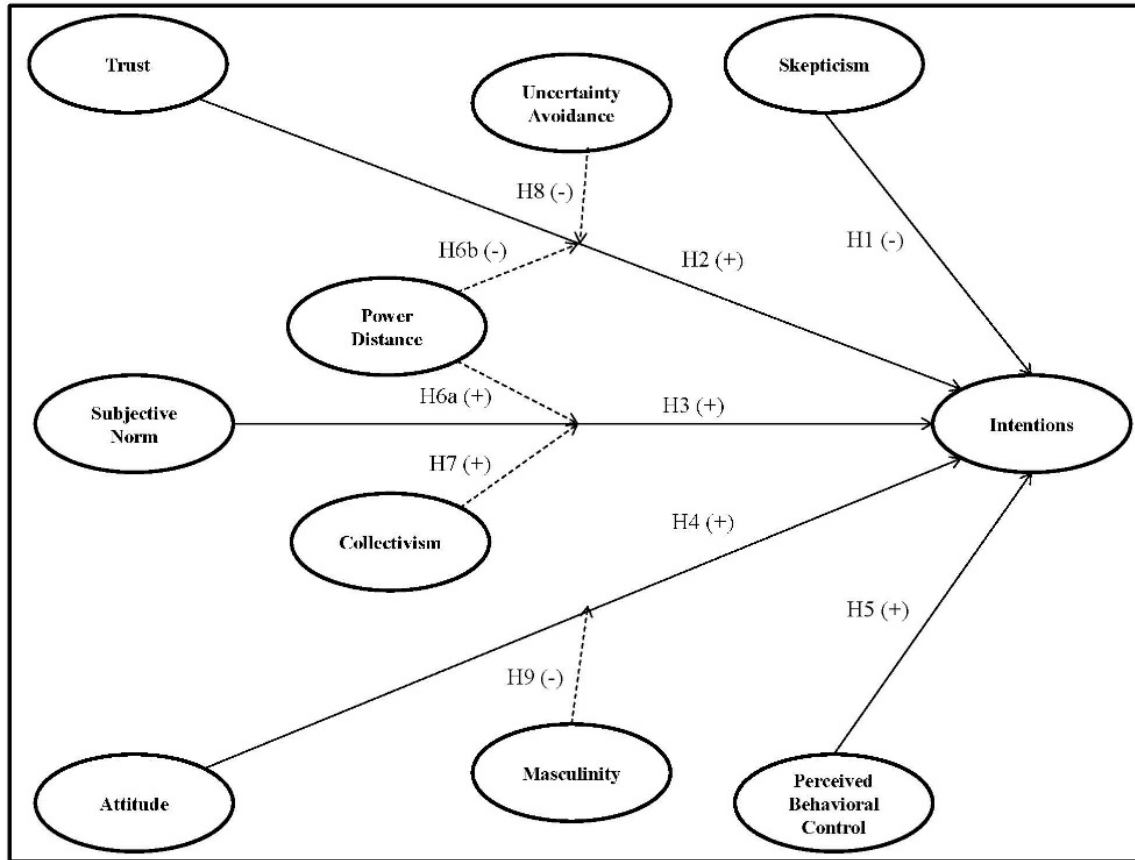 Trust
Skepticism
Uncertainty
Avoidance
H8 (-)
H6b (-)
H2 (+)
H1 (-)
Power
Distance
H6a (+)
H3 (+)
Subjective
Norm
Intentions
H7 (+)
H4 (+)
Collectivism
H5 (+)
H9 (-)
Attitude
Masculinity
Perceived
Behavioral
Control